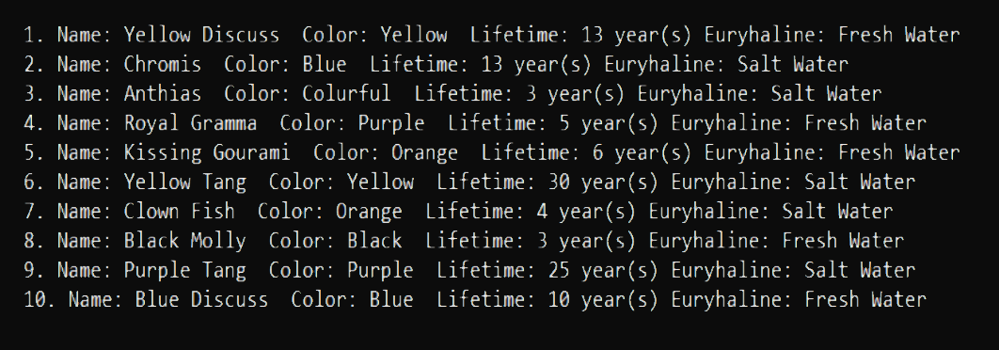 1. Name: Yellow Discuss  Color: Yellow  Lifetime: 13 year(s) Euryhaline: Fresh Water
2. Name: Chromis  Color: Blue  Lifetime: 13 year(s) Euryhaline: Salt Water
3. Name: Anthias  Color: Colurful  Lifetime: 3 year(s) Euryhaline: Salt Water
4. Name: Royal Gramma  Color: Purple  Lifetime: 5 year(s) Euryhaline: Fresh Water
5. Name: Kissing Gourami  Color: Orange  Lifetime: 6 year(s) Euryhaline: Fresh Water
6. Name: Yellow Tang  Color: Yellow  Lifetime: 30 year(s) Euryhaline: Salt Water
7. Name: Clown Fish  Color: Orange  Lifetime: 4 year(s) Euryhaline: Salt Water
8. Name: Black Molly  Color: Black  Lifetime: 3 year(s) Euryhaline: Fresh Water
9. Name: Purple Tang  Color: Purple  Lifetime: 25 year(s) Euryhaline: Salt Water
10. Name: Blue Discuss  Color: Blue  Lifetime: 10 year(s) Euryhaline: Fresh Water